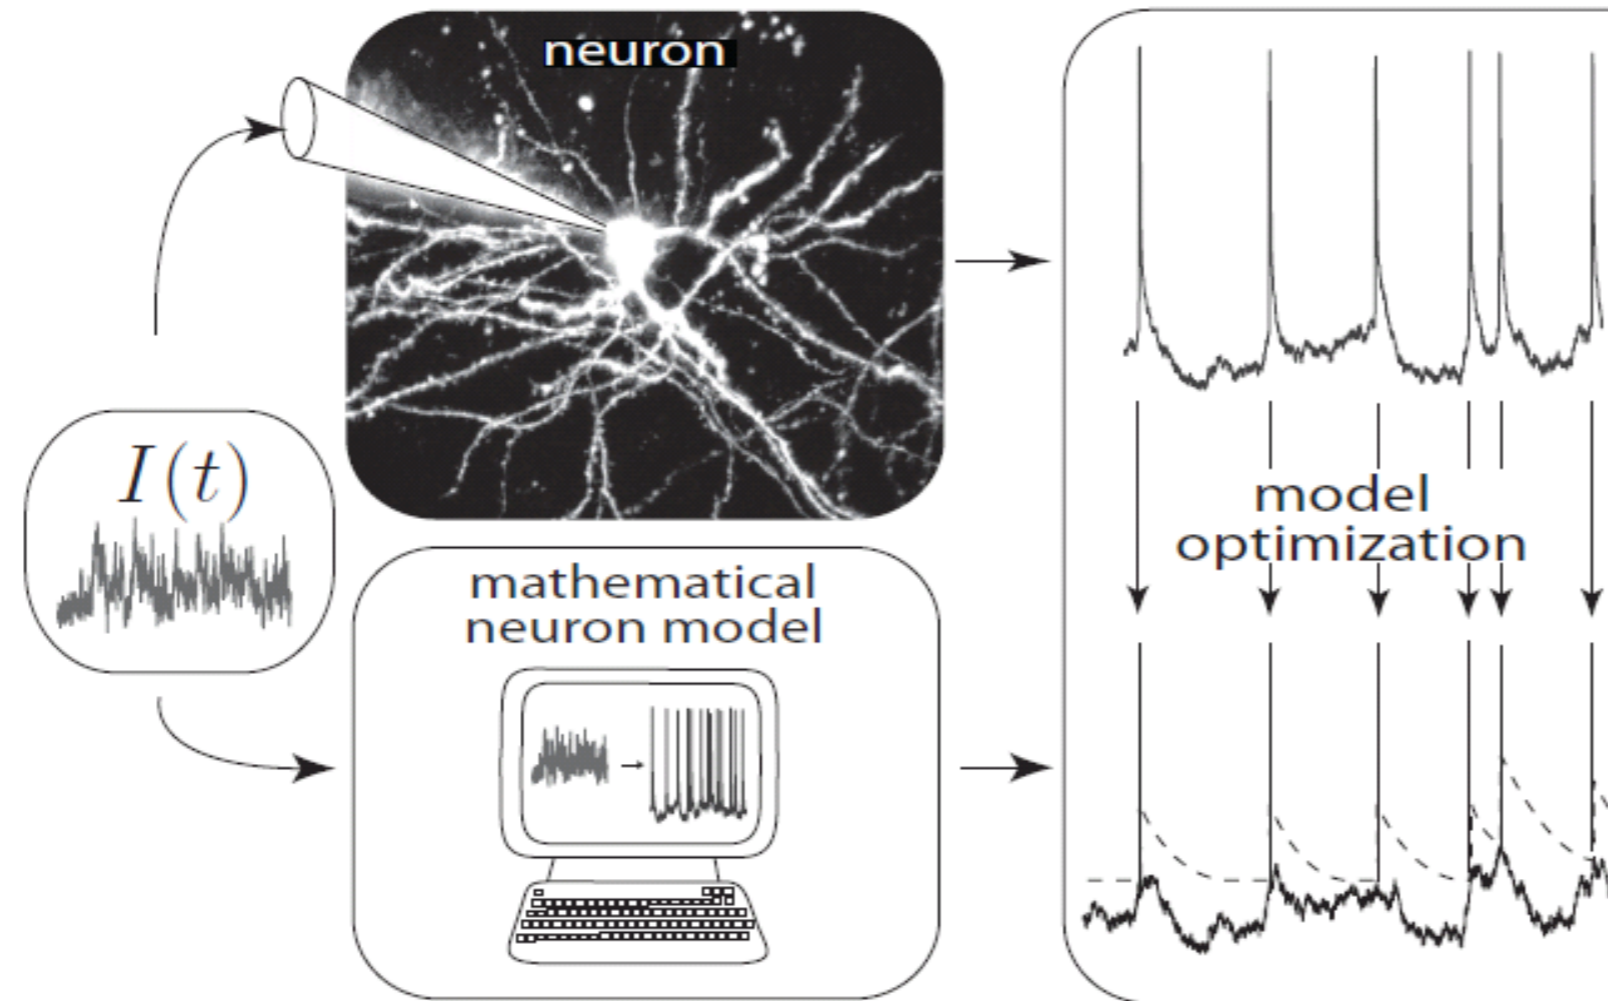 neuron
I(t)
mathematical
neuron model
model
optimization